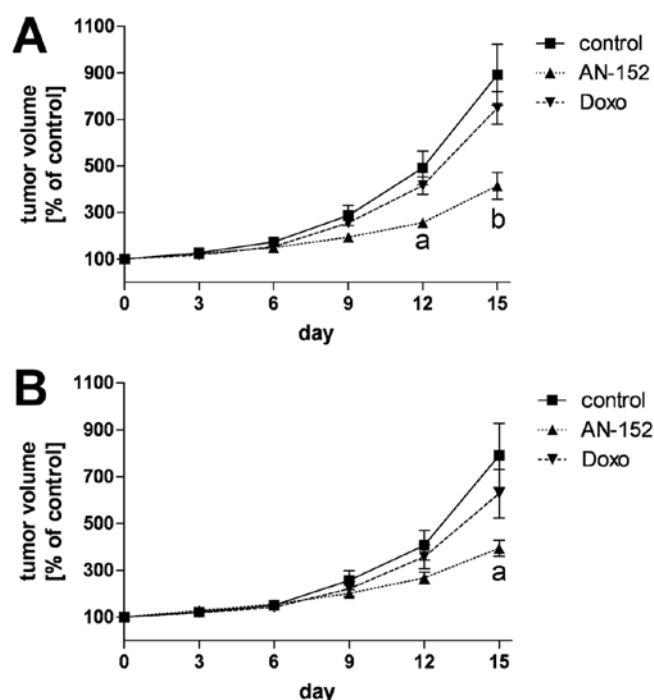 A
tumor volume
[% of control]
1100
900
700
500
300
100
0 3 6 9 12 15
day
a
b
control
AN-152
Doxo
B
tumor volume
[% of control]
1100
900
700
500
300
100
0 3 6 9 12 15
day
a
control
AN-152
Doxo